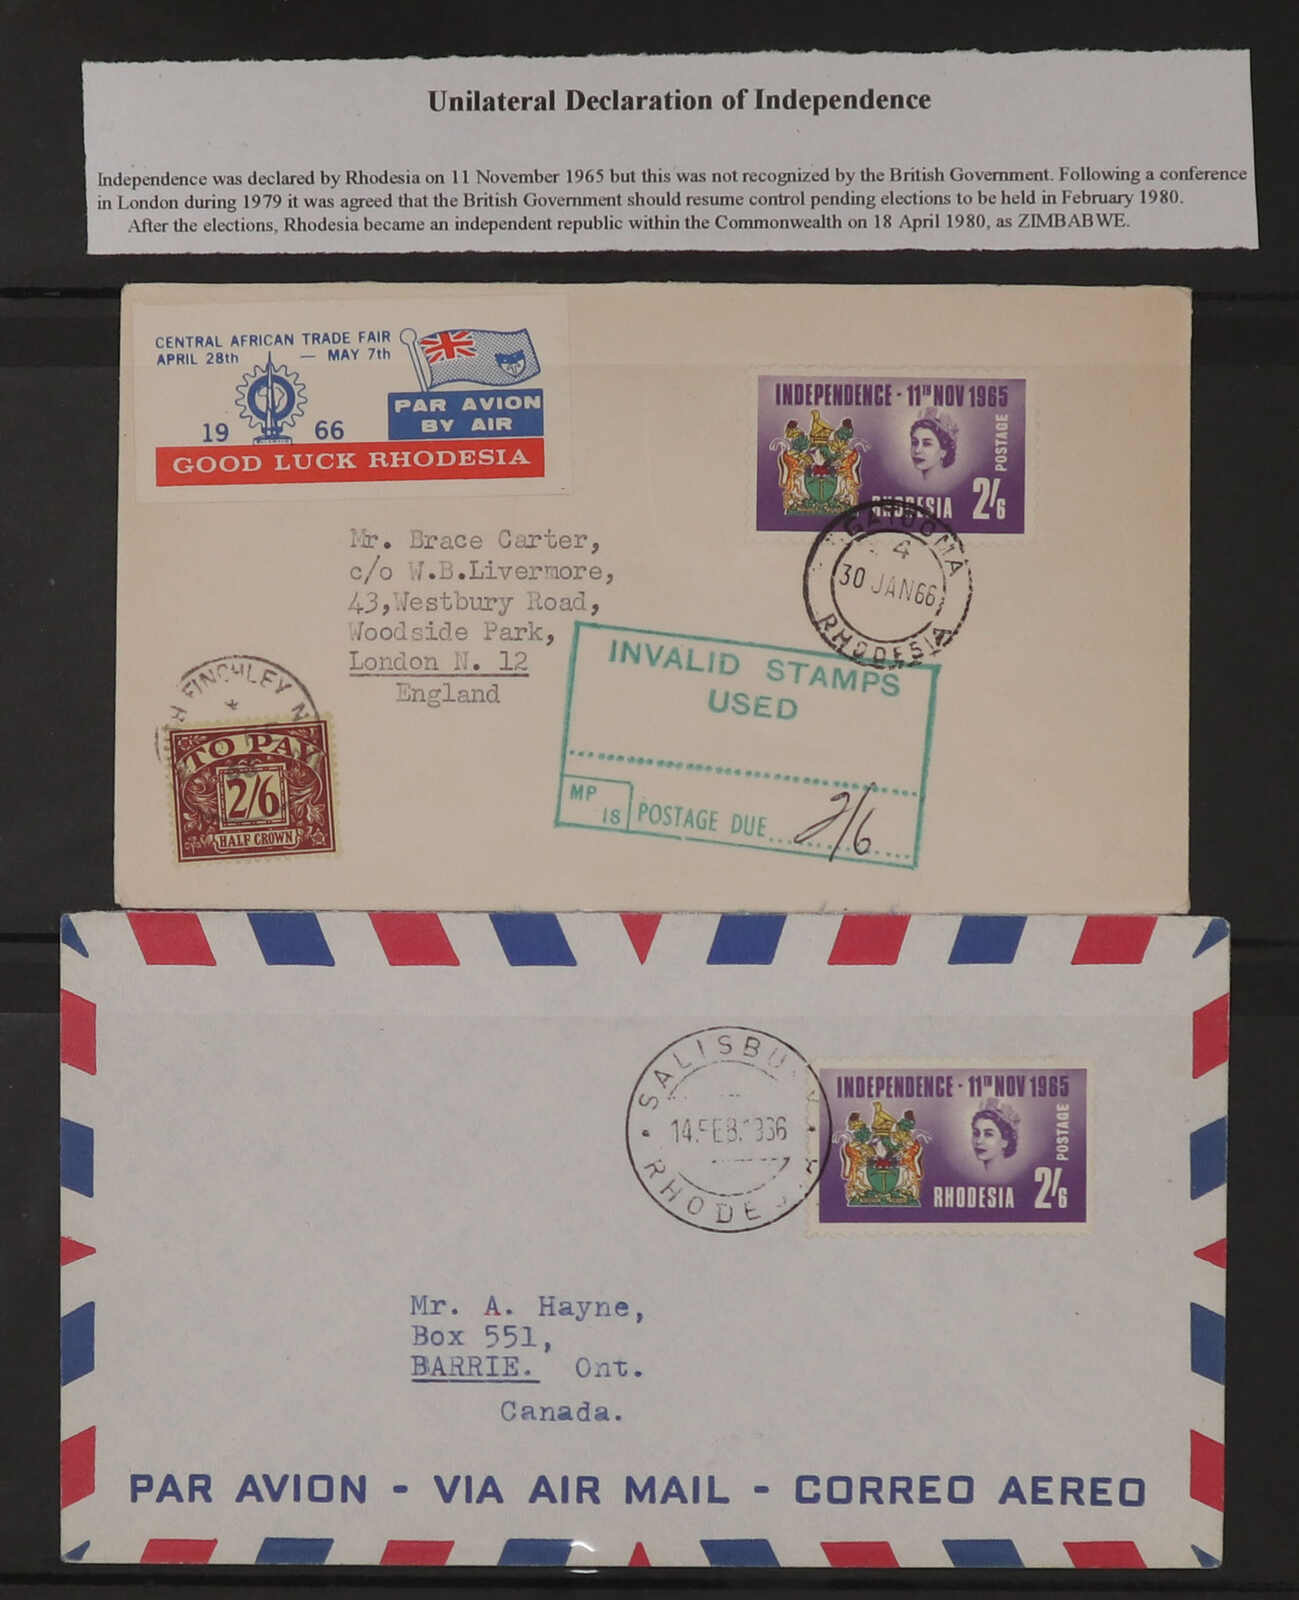 Unilateral Declaration of Independence
Independence was declared by Rhodesia on 11 November 1965 but this was not recognized by the British Government. Following a conference
in London during 1979 it was agreed that the British Government should resume control pending elections to be held in February 1980.
After the elections, Rhodesia became an independent republic within the Commonwealth on 18 April 1980, as ZIMBABWE.
CENTRAL AFRICAN TRADE FAIR
APRIL 28th — MAY 7th
1966
PAR AVION
BY AIR
GOOD LUCK RHODESIA
INDEPENDENCE - 11TH NOV 1965
POSTAGE
RHODESIA 2/6
GATOOMA
4
30 JAN 66
RHODESIA
Mr. Brace Carter,
c/o W.B.Livermore,
43,Westbury Road,
Woodside Park,
London N. 12
England
INVALID STAMPS
USED
MP
18
POSTAGE DUE 2/6
FINCHLEY N
TO PAY
2/6
HALF CROWN
SALISBU
14.FEB.1966
RHODE
INDEPENDENCE - 11TH NOV 1965
POSTAGE
RHODESIA 2/6
Mr. A. Hayne,
Box 551,
BARRIE. Ont.
Canada.
PAR AVION - VIA AIR MAIL - CORREO AEREO